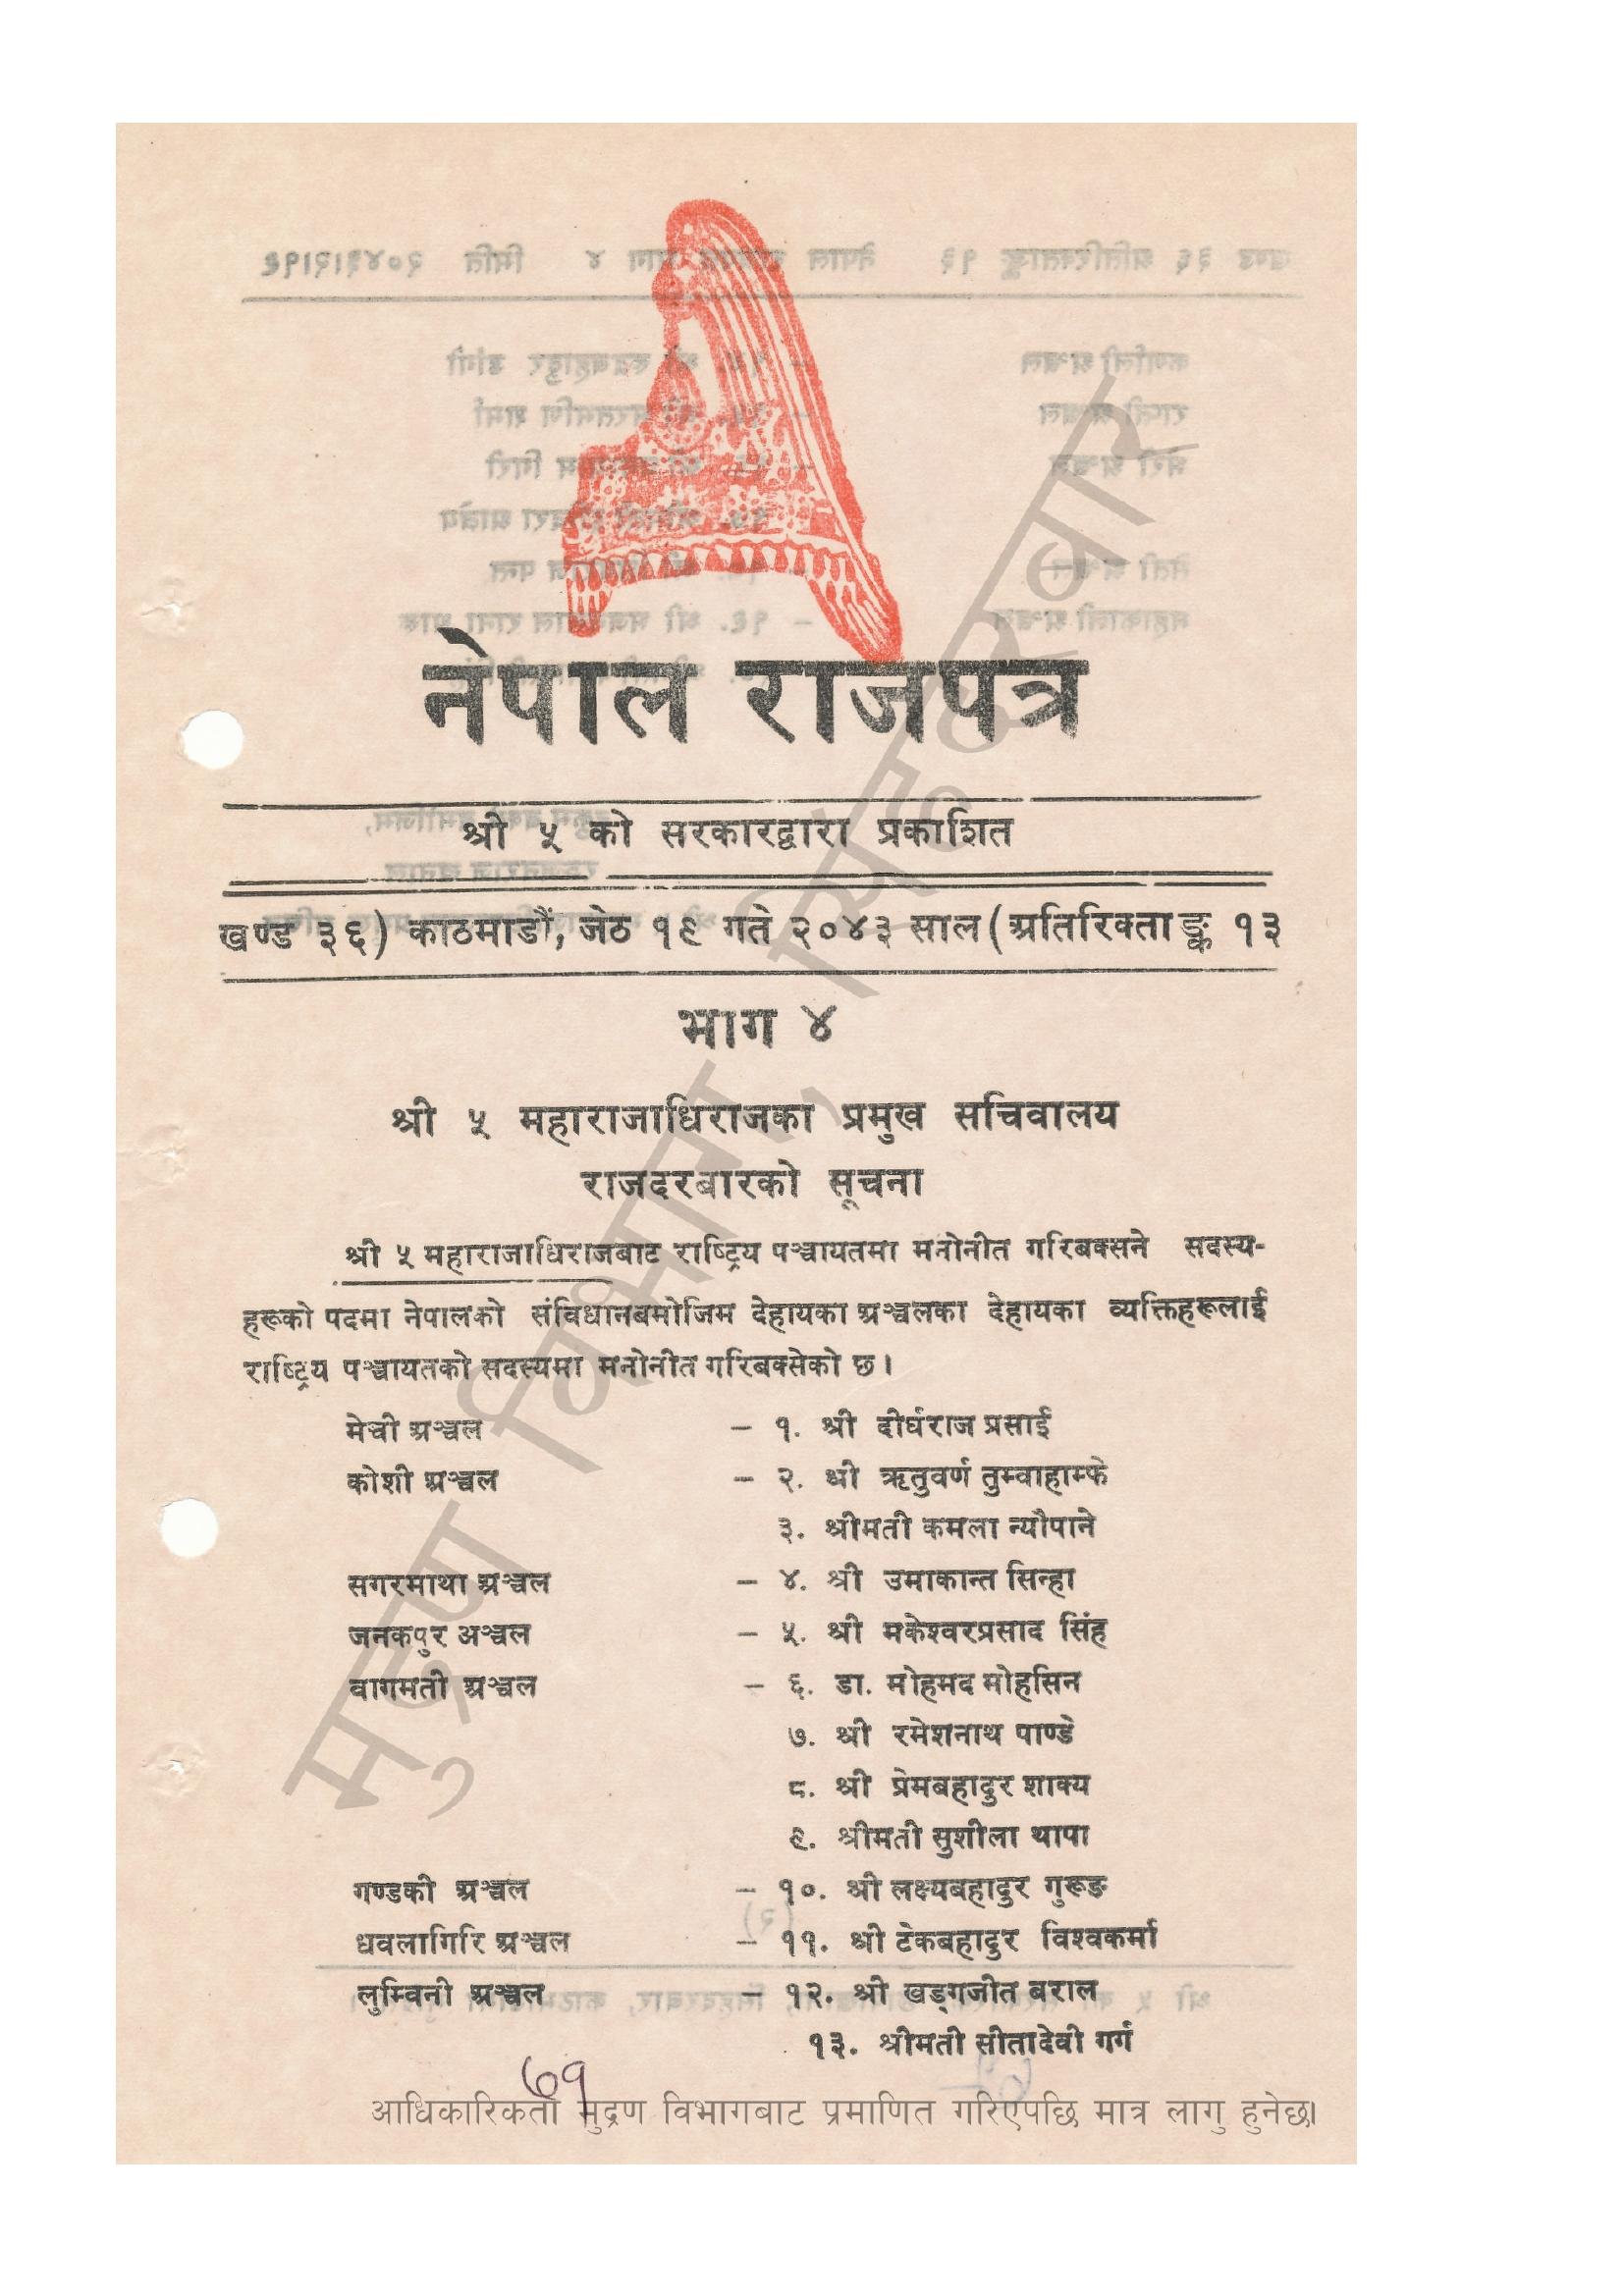 नेपाल राजपत्र
श्री ५ को सरकारद्वारा प्रकाशित
खण्ड ३६) काठमाडौं, जेठ १९ गते २०४३ साल (अतिरिक्ताङ्क १३
भाग ४
श्री ५ महाराजाधिराजका प्रमुख सचिवालय
राजदरबारको सूचना
श्री ५ महाराजाधिराजबाट राष्ट्रिय पञ्चायतमा मनोनीत गरिबक्सने सदस्य-
हरूको पदमा नेपालको संविधानबमोजिम देहायका अञ्चलका देहायका व्यक्तिहरूलाई
राष्ट्रिय पञ्चायतको सदस्यमा मनोनीत गरिबक्सेको छ।
मेची अञ्चल – १. श्री दीर्घराज प्रसाई
कोशी अञ्चल – २. श्री ऋतुवर्ण तुम्वाहाम्फे
३. श्रीमती कमला न्यौपाने
सगरमाथा अञ्चल – ४. श्री उमाकान्त सिन्हा
जनकपुर अञ्चल – ५. श्री मकेश्वरप्रसाद सिंह
वागमती अञ्चल – ६. डा. मोहमद मोहसिन
७. श्री रमेशनाथ पाण्डे
८. श्री प्रेमबहादुर शाक्य
९. श्रीमती सुशीला थापा
गण्डकी अञ्चल – १०. श्री लक्ष्यबहादुर गुरूङ
धवलागिरि अञ्चल – ११. श्री टेकबहादुर विश्वकर्मा
लुम्विनी अञ्चल – १२. श्री खड्गजीत बराल
१३. श्रीमती सीतादेवी गर्ग
७१
आधिकारिकता मुद्रण विभागबाट प्रमाणित गरिएपछि मात्र लागु हुनेछ।
मुद्रण विभाग, सिंहदरबार